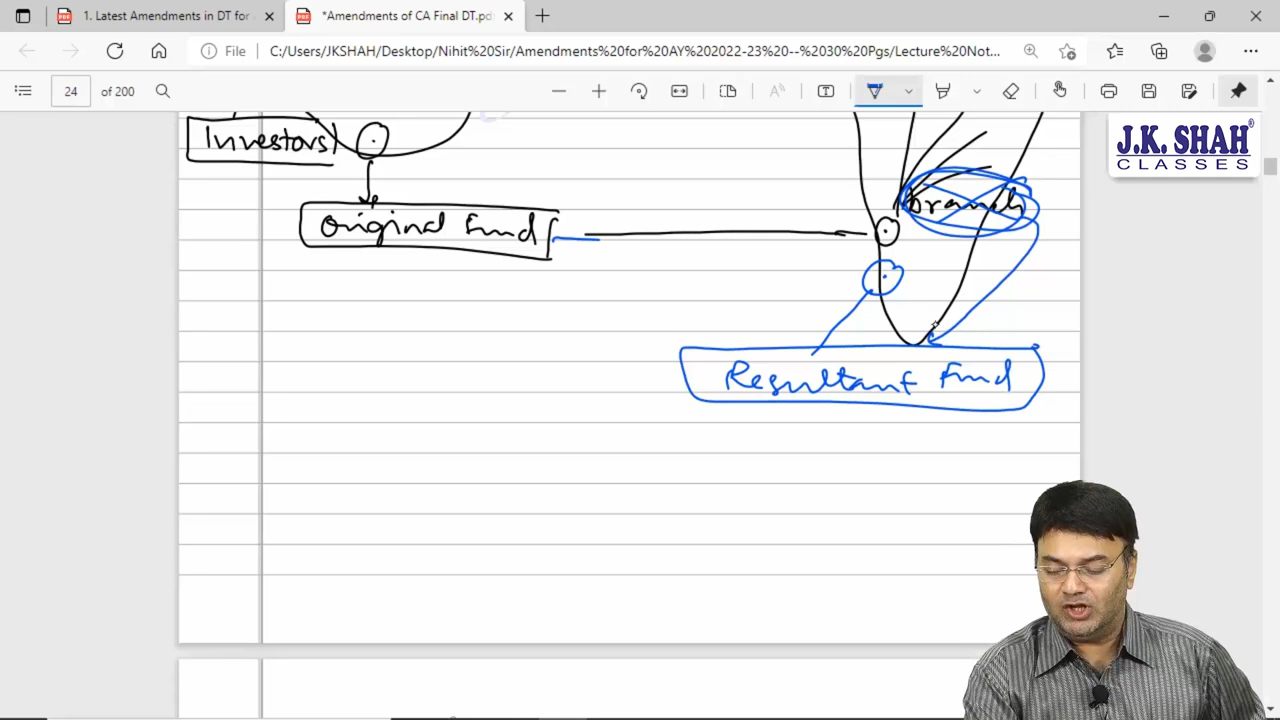 1. Latest Amendments in DT for
*Amendments of CA Final DT.pd
File
C:/Users/JKSHAH/Desktop/Nihit%20Sir/Amendments%20for%20AY%202022-23%20--%2030%20Pgs/Lecture%20Not...
24 of 200
J.K. SHAH®
CLASSES
Investors
branch
Original Fund
Resultant Fund